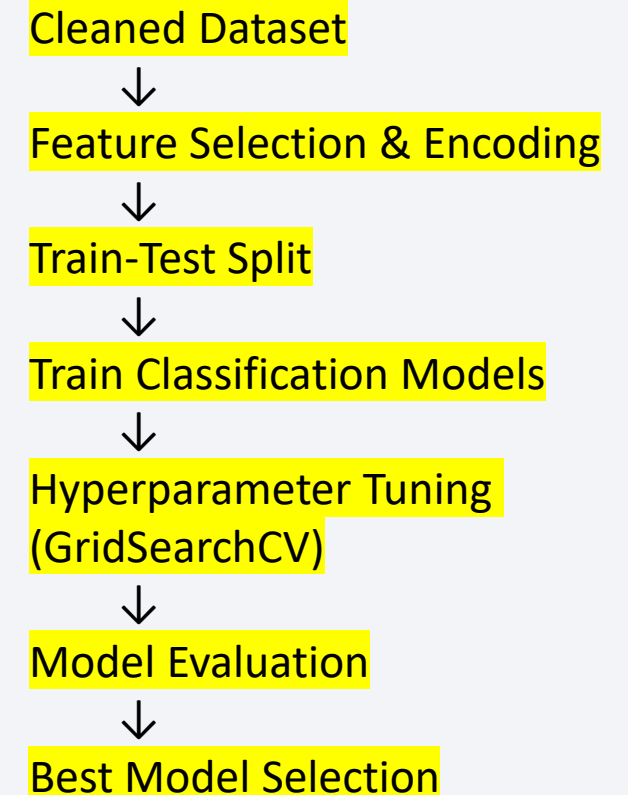 Cleaned Dataset
↓
Feature Selection & Encoding
↓
Train-Test Split
↓
Train Classification Models
↓
Hyperparameter Tuning
(GridSearchCV)
↓
Model Evaluation
↓
Best Model Selection